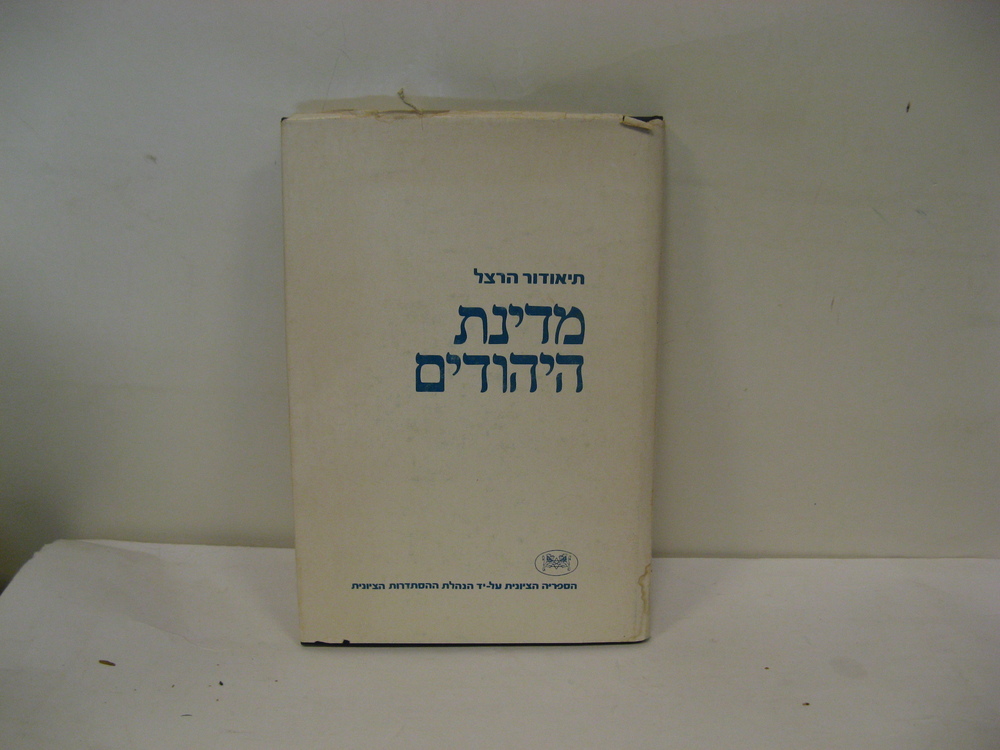 תיאודור הרצל
מדינת
היהודים
הספריה הציונית על-יד הנהלת ההסתדרות הציונית